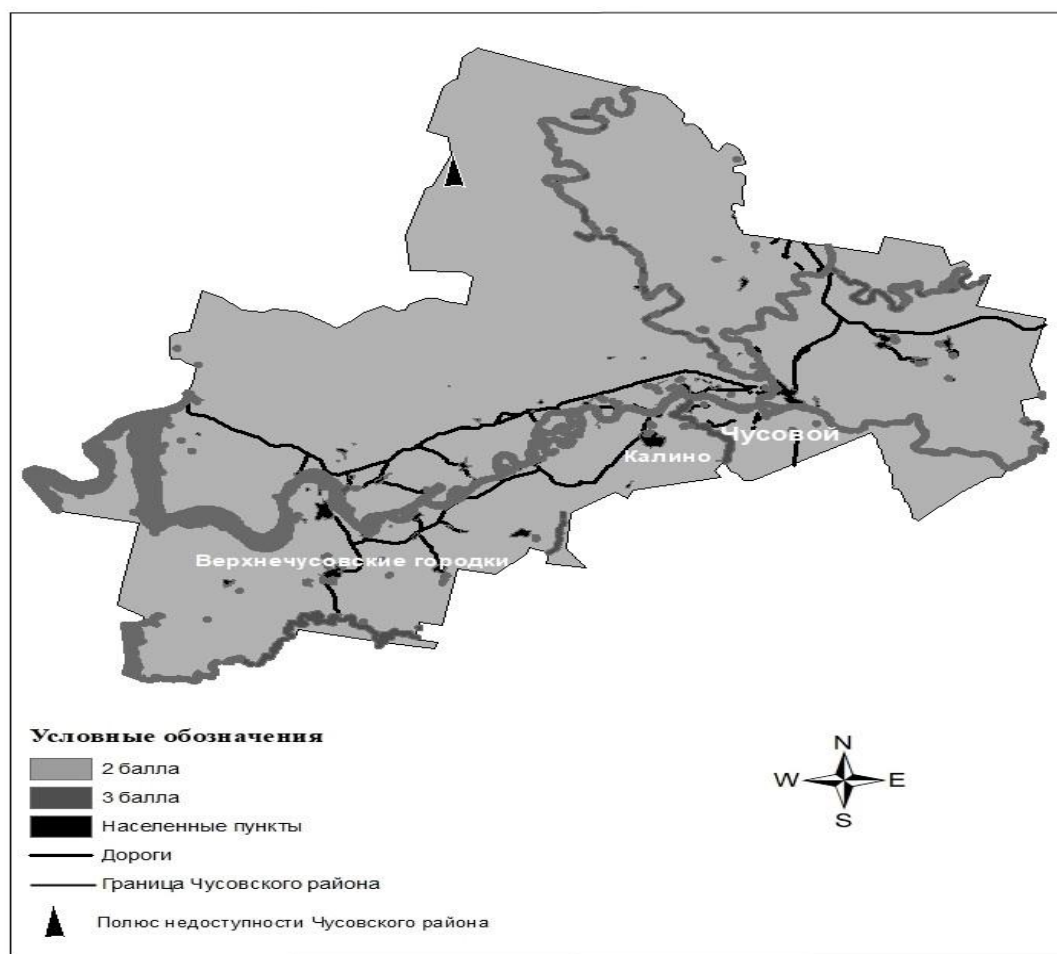 Чусовой
Калино
Верхнечусовские городки
Условные обозначения
2 балла
3 балла
Населенные пункты
Дороги
Граница Чусовского района
Полюс недоступности Чусовского района
N
W E
S